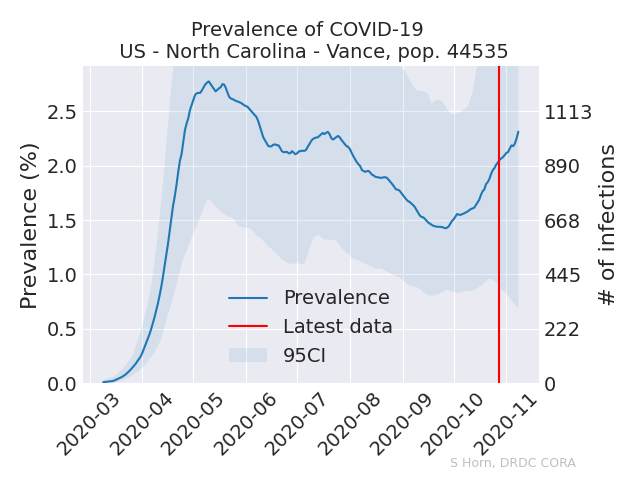 Prevalence of COVID-19
US - North Carolina - Vance, pop. 44535
Prevalence (%)
2.5
2.0
1.5
1.0
0.5
0.0
1113
890
668
445
222
0
# of infections
Prevalence
Latest data
95CI
2020-03
2020-04
2020-05
2020-06
2020-07
2020-08
2020-09
2020-10
2020-11
S Horn, DRDC CORA